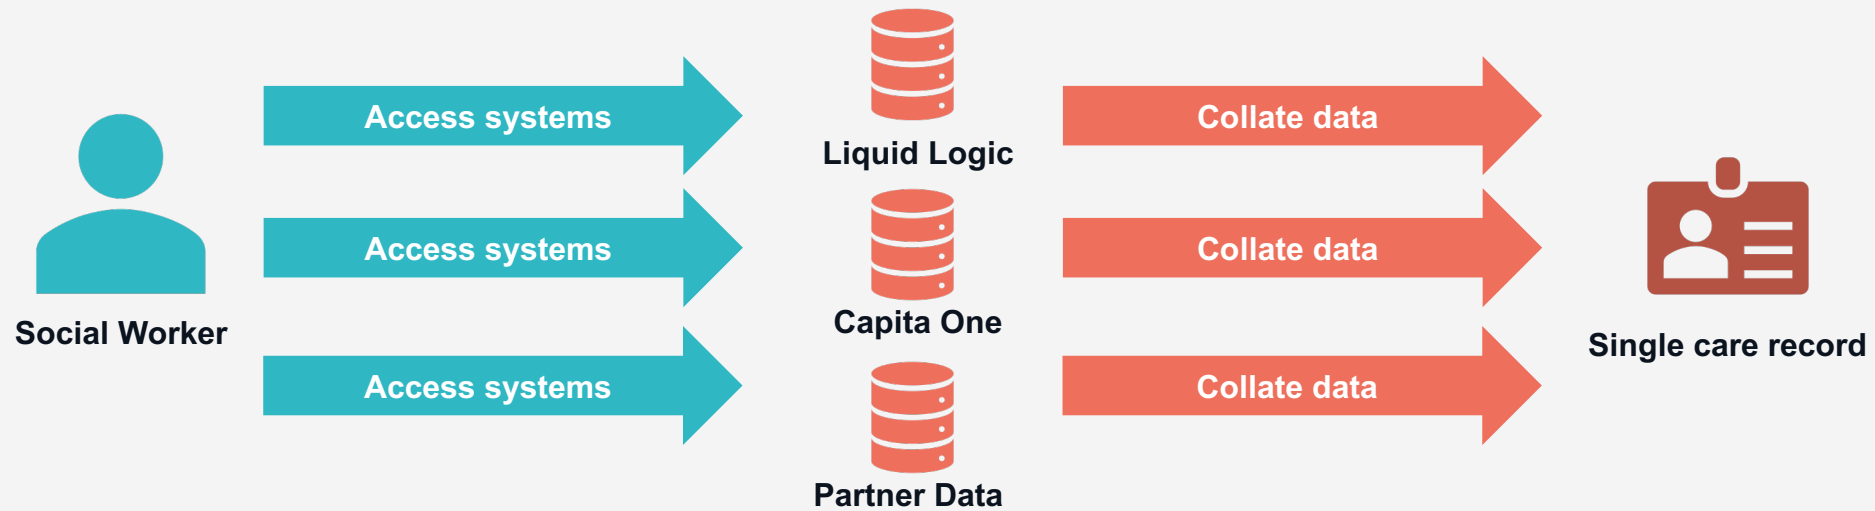 Access systems
Collate data
Liquid Logic
Access systems
Collate data
Capita One
Social Worker
Single care record
Access systems
Collate data
Partner Data